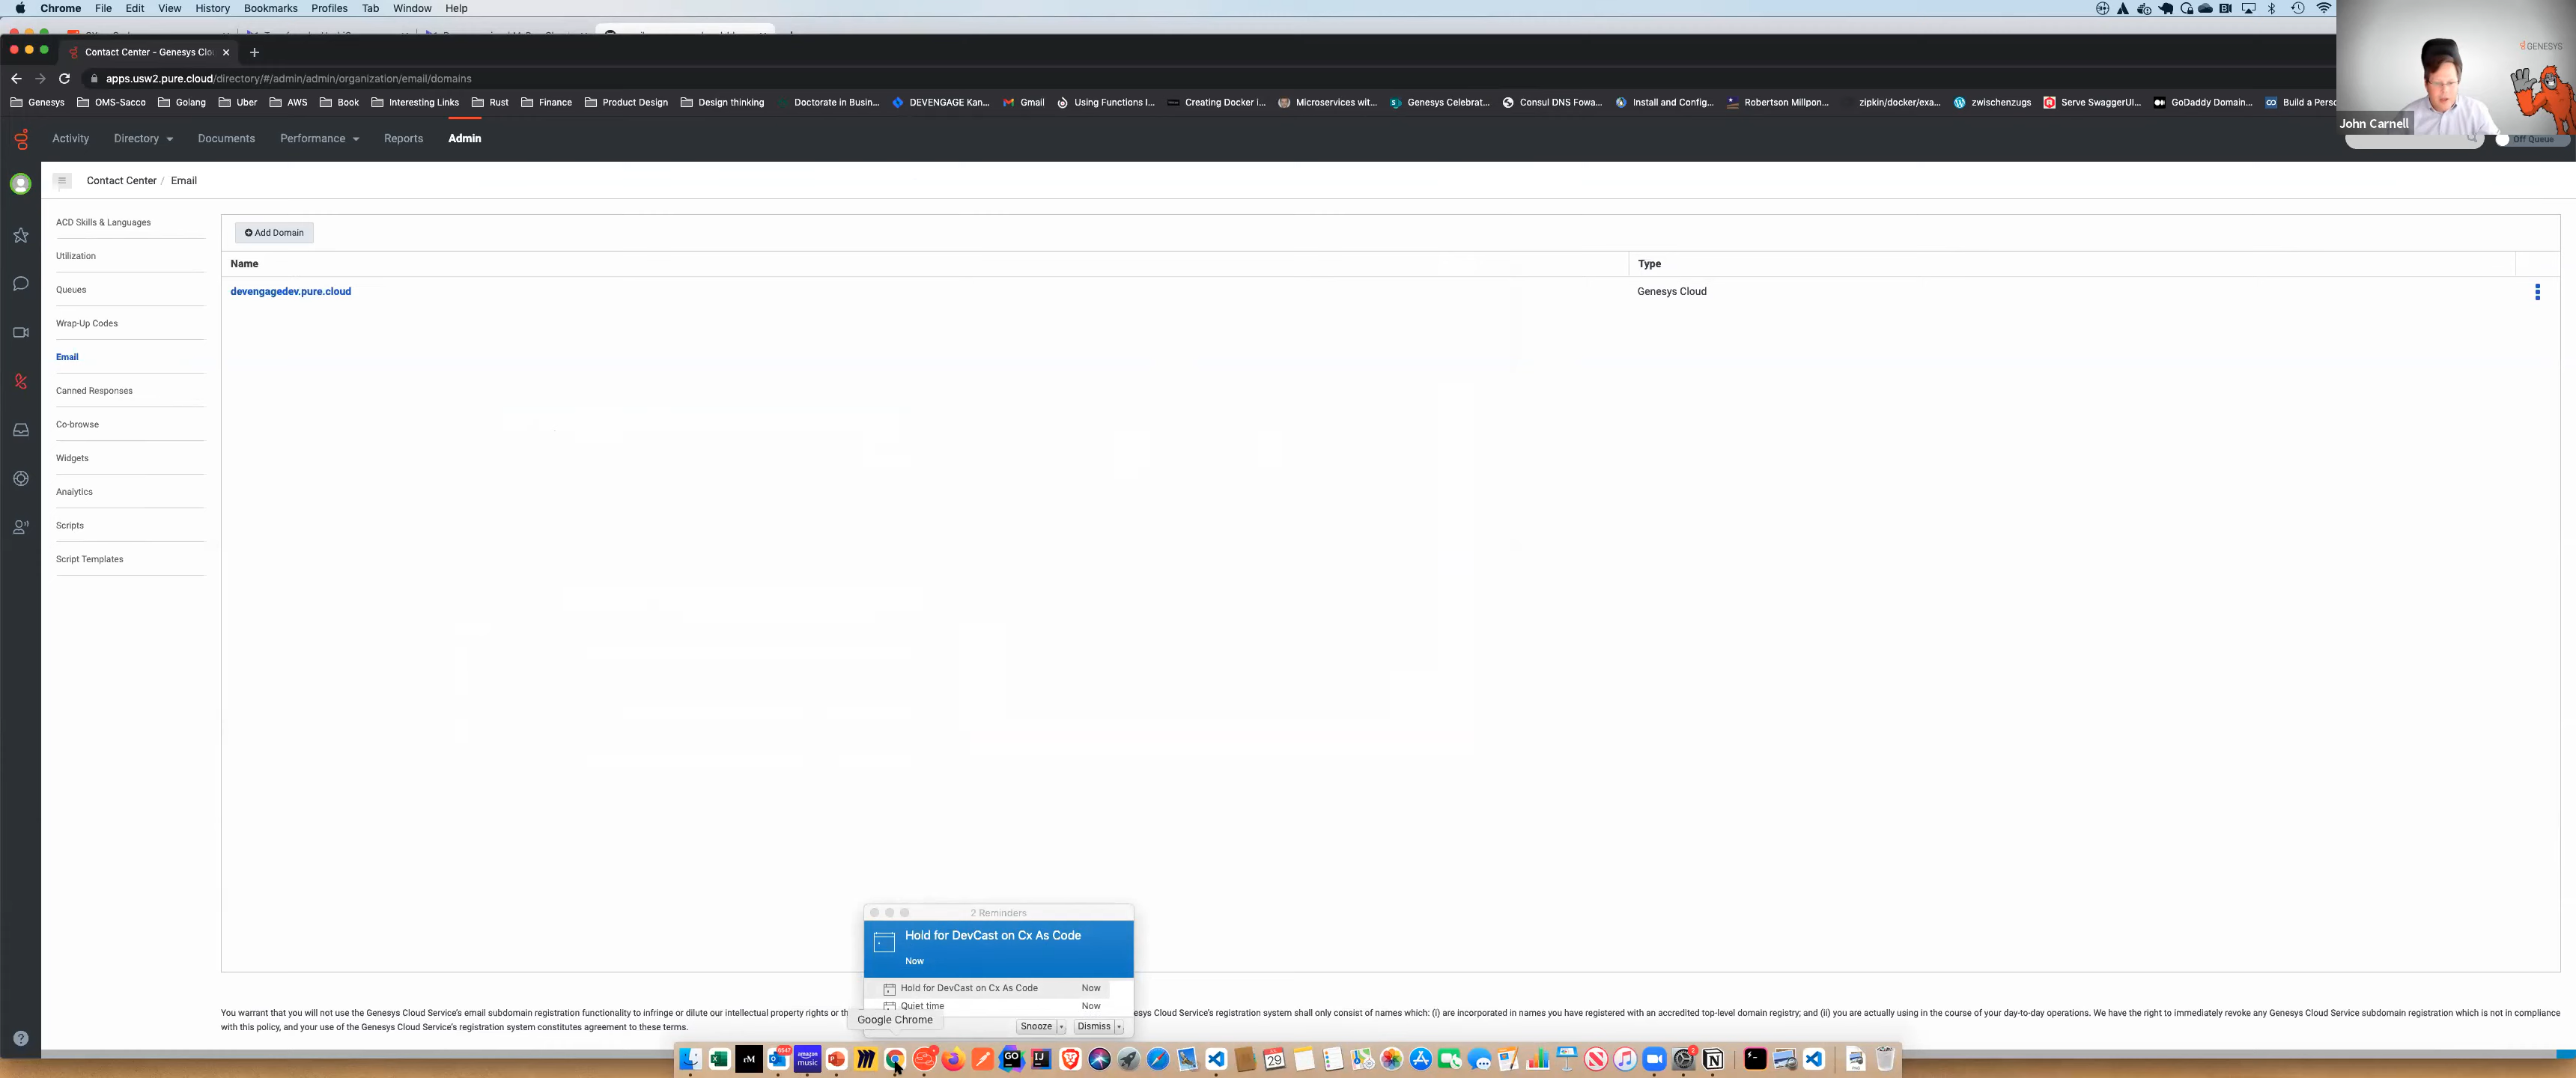 Chrome File Edit View History Bookmarks Profiles Tab Window Help
Contact Center - Genesys Clou
apps.usw2.pure.cloud/directory/#/admin/admin/organization/email/domains
GENESYS
Genesys OMS-Sacco Golang Uber AWS Book Interesting Links Rust Finance Product Design Design thinking Doctorate in Busin... DEVENGAGE Kan... Gmail Using Functions I... Creating Docker i... Microservices wit... Genesys Celebrat... Consul DNS Fowa... Install and Config... Robertson Millpon... zipkin/docker/exa... zwischenzugs Serve SwaggerUI... GoDaddy Domain... Build a Pers
John Carnell
Activity Directory Documents Performance Reports Admin
Off Queue
Contact Center / Email
ACD Skills & Languages
Utilization
Queues
Wrap-Up Codes
Email
Canned Responses
Co-browse
Widgets
Analytics
Scripts
Script Templates
Add Domain
Name Type
devengagedev.pure.cloud Genesys Cloud
2 Reminders
Hold for DevCast on Cx As Code
Now
Hold for DevCast on Cx As Code Now
Quiet time Now
Google Chrome
Snooze Dismiss
You warrant that you will not use the Genesys Cloud Service's email subdomain registration functionality to infringe or dilute our intellectual property rights or th
esys Cloud Service's registration system shall only consist of names which: (i) are incorporated in names you have registered with an accredited top-level domain registry; and (ii) you are actually using in the course of your day-to-day operations. We have the right to immediately revoke any Genesys Cloud Service subdomain registration which is not in compliance
with this policy, and your use of the Genesys Cloud Service's registration system constitutes agreement to these terms.
rM
amazon music
GO
IJ
29